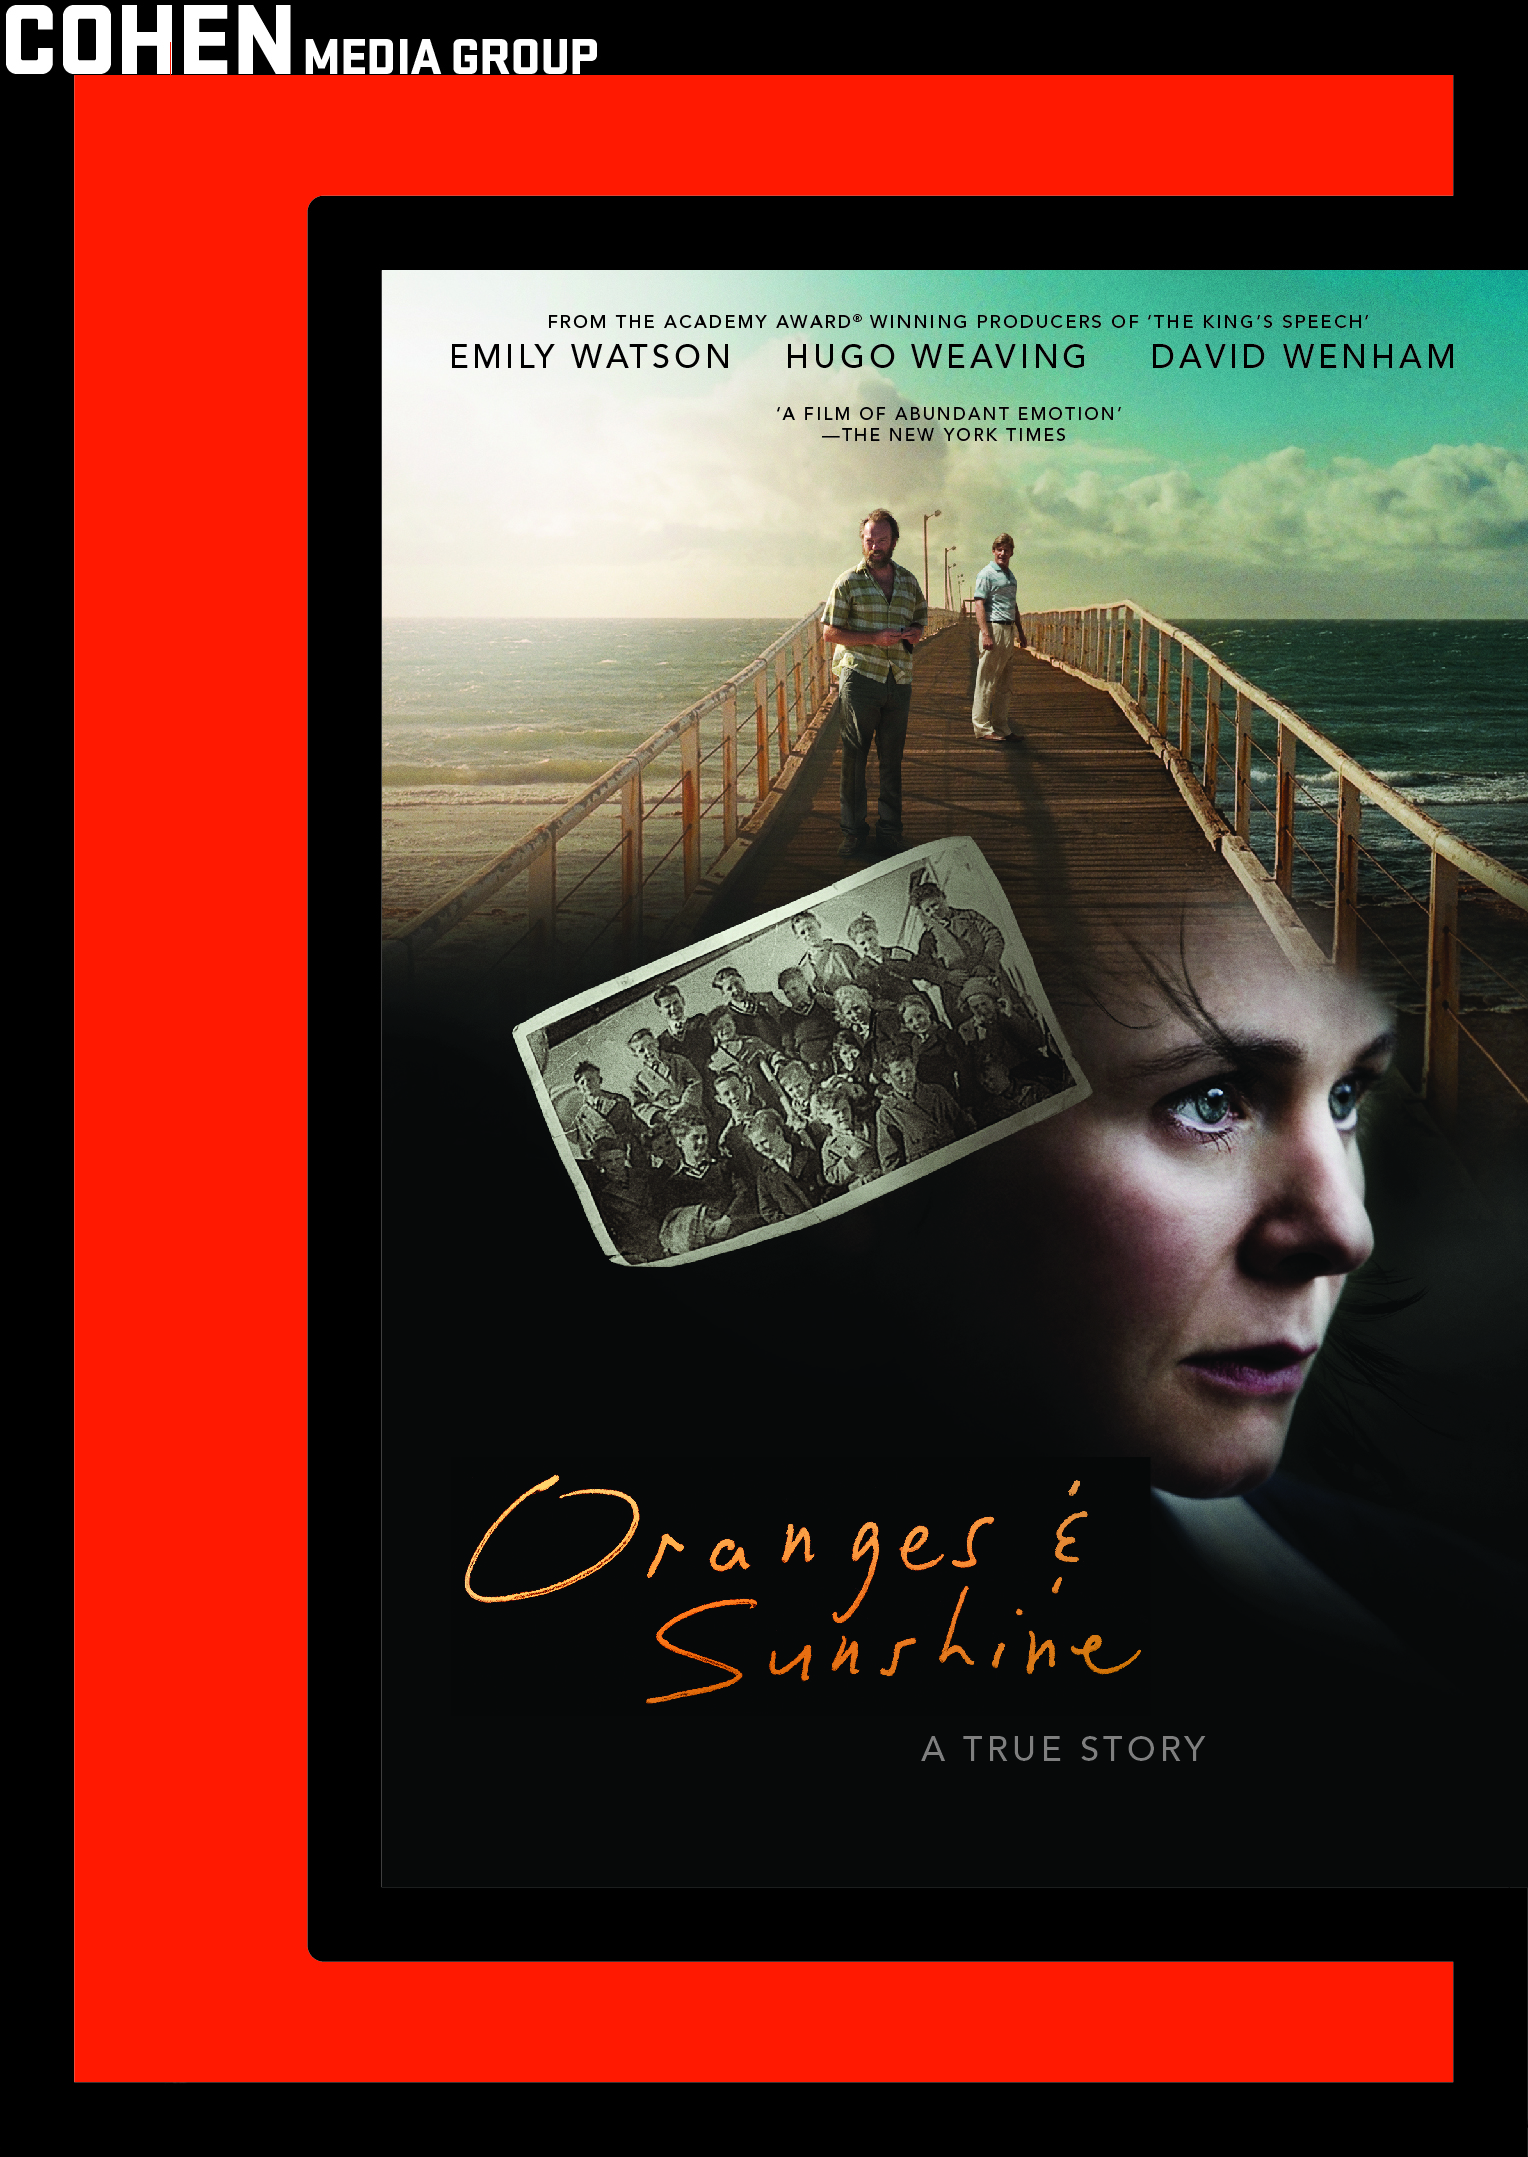 COHEN MEDIA GROUP
FROM THE ACADEMY AWARD® WINNING PRODUCERS OF ‘THE KING’S SPEECH’
EMILY WATSON HUGO WEAVING DAVID WENHAM
‘A FILM OF ABUNDANT EMOTION’
—THE NEW YORK TIMES
Oranges &
Sunshine
A TRUE STORY